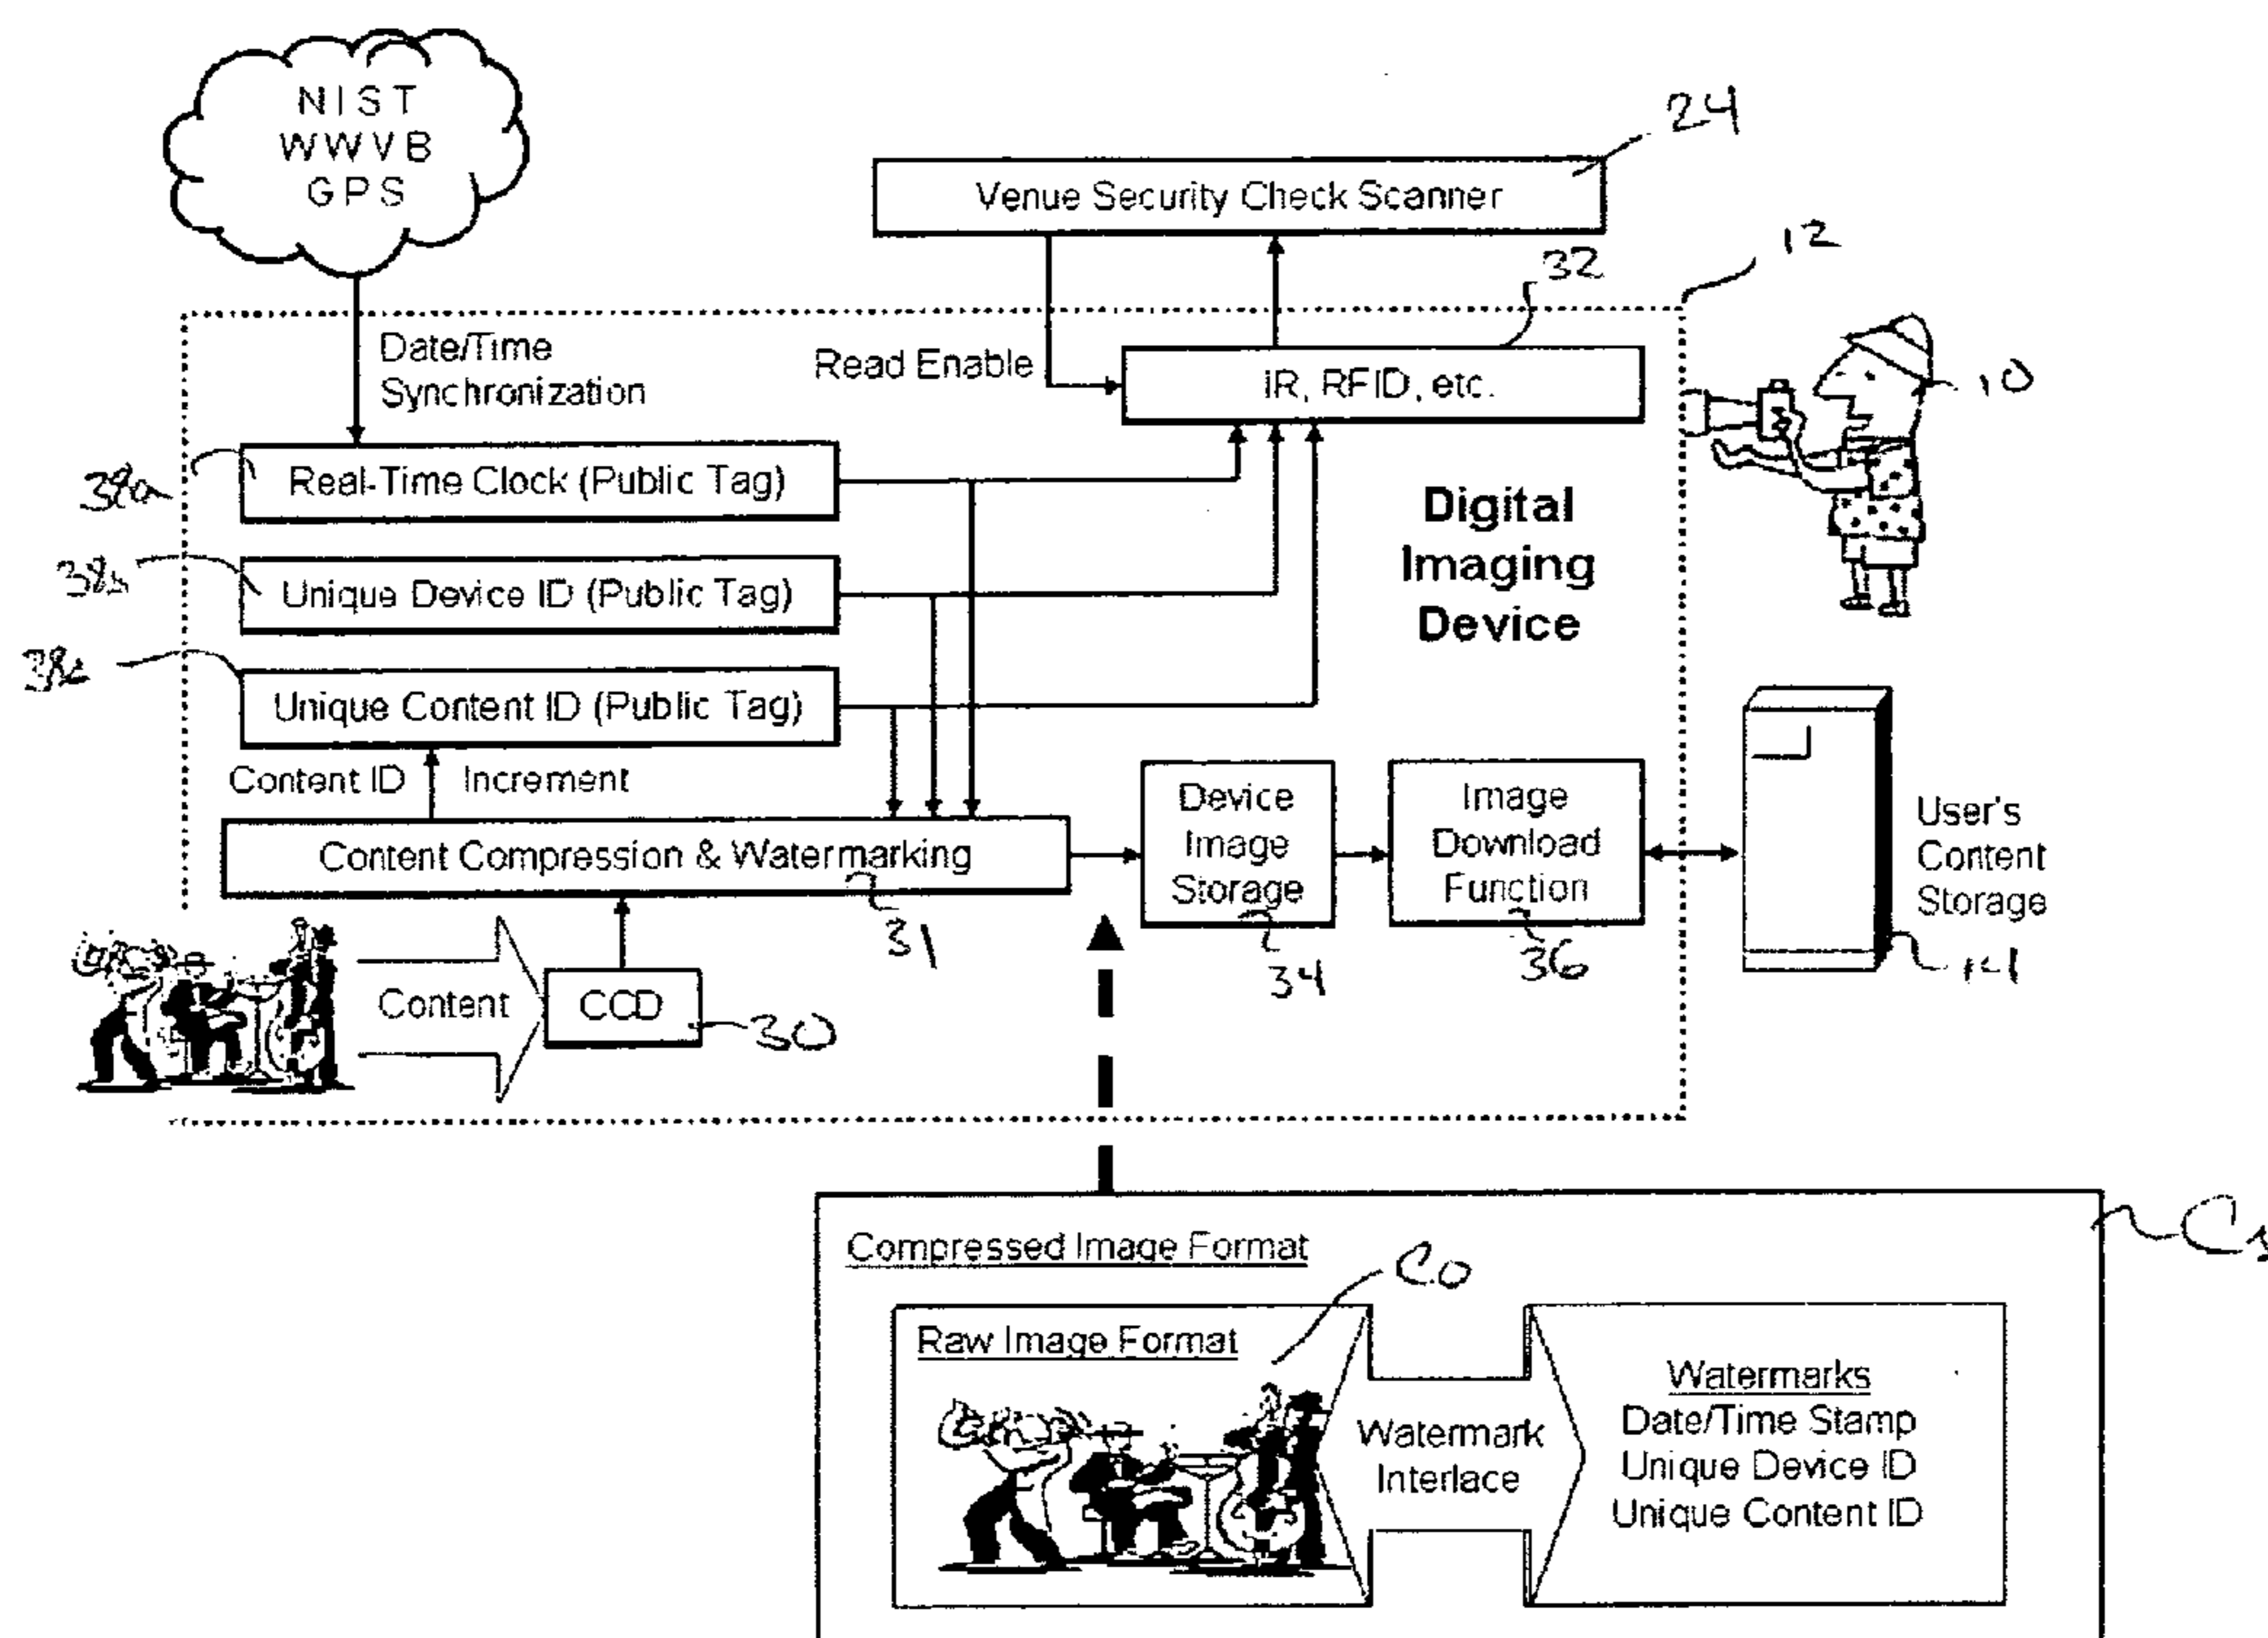 NIST
WWVB
GPS
24
Venue Security Check Scanner
12
32
Date/Time
Synchronization
Read Enable
IR, RFID, etc.
10
38a
Real-Time Clock (Public Tag)
Digital
Imaging
Device
38b
Unique Device ID (Public Tag)
38c
Unique Content ID (Public Tag)
Content ID Increment
Content Compression & Watermarking
31
Device
Image
Storage
34
Image
Download
Function
36
User's
Content
Storage
14
Content
CCD
30
Compressed Image Format
Co
Raw Image Format
Watermark
Interlace
Watermarks
Date/Time Stamp
Unique Device ID
Unique Content ID